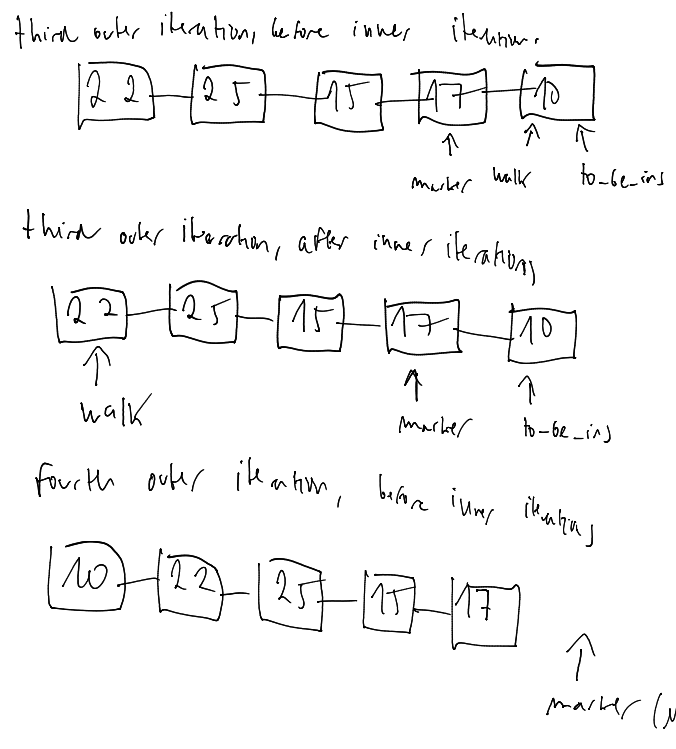 third outer iteration, before inner iteration.
22 25 15 17 10
marker walk to_be_ins
third outer iteration, after inner iteration,
22 25 15 17 10
walk marker to_be_ins
fourth outer iteration, before inner iteration,
10 22 25 15 17
marker (N